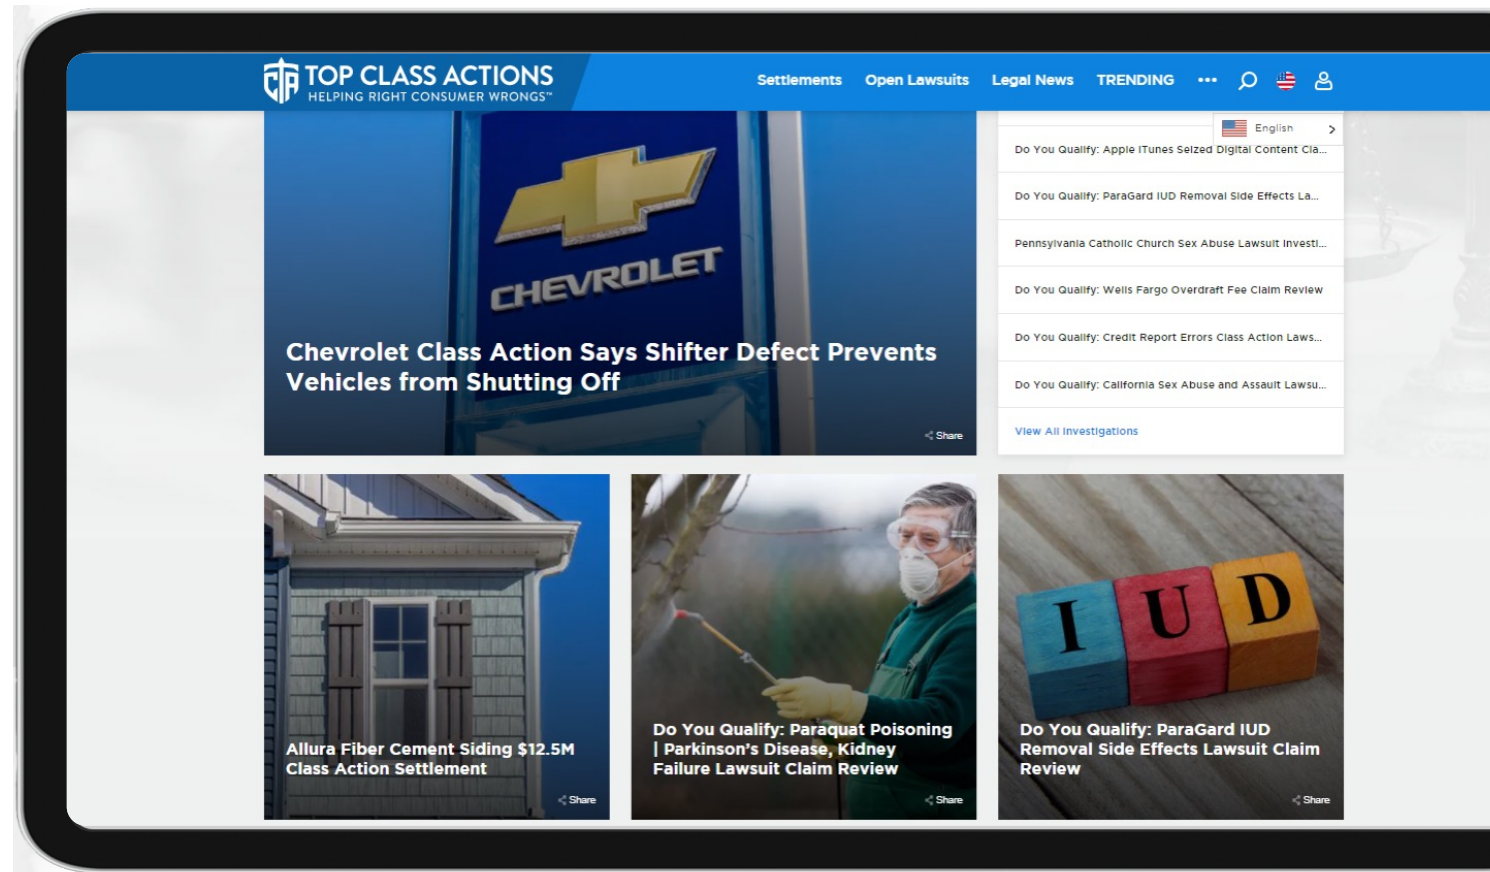 TOP CLASS ACTIONS
HELPING RIGHT CONSUMER WRONGS™
Settlements Open Lawsuits Legal News TRENDING
English
CHEVROLET
Chevrolet Class Action Says Shifter Defect Prevents
Vehicles from Shutting Off
Share
Do You Qualify: Apple iTunes Seized Digital Content Cla...
Do You Qualify: ParaGard IUD Removal Side Effects La...
Pennsylvania Catholic Church Sex Abuse Lawsuit Investi...
Do You Qualify: Wells Fargo Overdraft Fee Claim Review
Do You Qualify: Credit Report Errors Class Action Laws...
Do You Qualify: California Sex Abuse and Assault Lawsu...
View All Investigations
Allura Fiber Cement Siding $12.5M
Class Action Settlement
Share
Do You Qualify: Paraquat Poisoning
| Parkinson's Disease, Kidney
Failure Lawsuit Claim Review
Share
I U D
Do You Qualify: ParaGard IUD
Removal Side Effects Lawsuit Claim
Review
Share